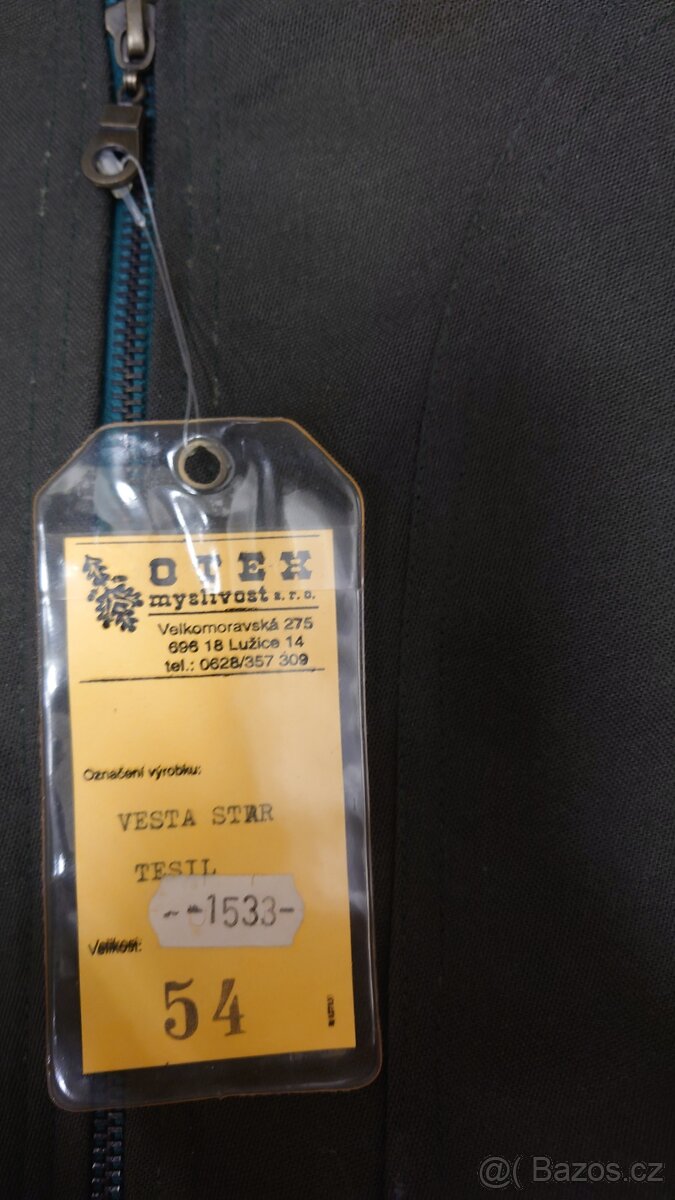 OTEX
myslivost s.r.o.
Velkomoravská 275
696 18 Lužice 14
tel.: 0628/357 309
Označení výrobku:
VESTA STAR
TESIL
-1533-
Velikost:
54
@( Bazos.cz